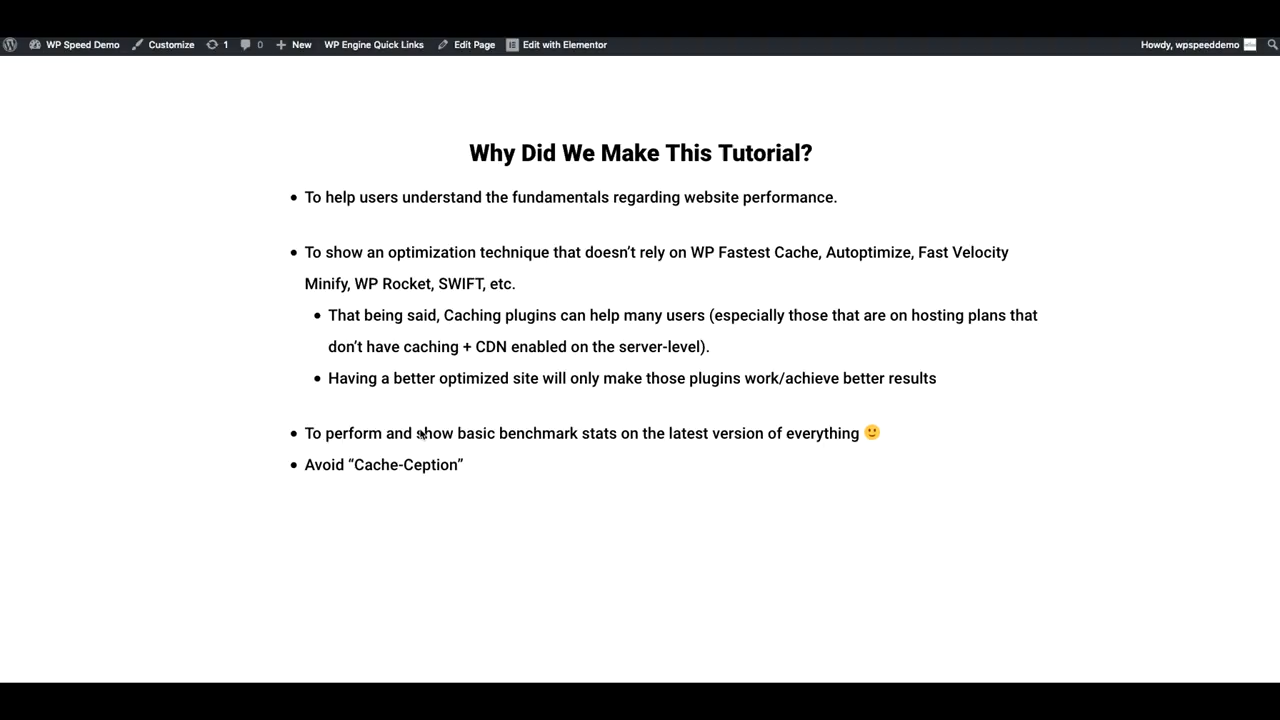 WP Speed Demo Customize 1 0 New WP Engine Quick Links Edit Page Edit with Elementor Howdy, wpspeeddemo
Why Did We Make This Tutorial?
• To help users understand the fundamentals regarding website performance.
• To show an optimization technique that doesn’t rely on WP Fastest Cache, Autoptimize, Fast Velocity
Minify, WP Rocket, SWIFT, etc.
• That being said, Caching plugins can help many users (especially those that are on hosting plans that
don’t have caching + CDN enabled on the server-level).
• Having a better optimized site will only make those plugins work/achieve better results
• To perform and show basic benchmark stats on the latest version of everything 🙂
• Avoid “Cache-Ception”